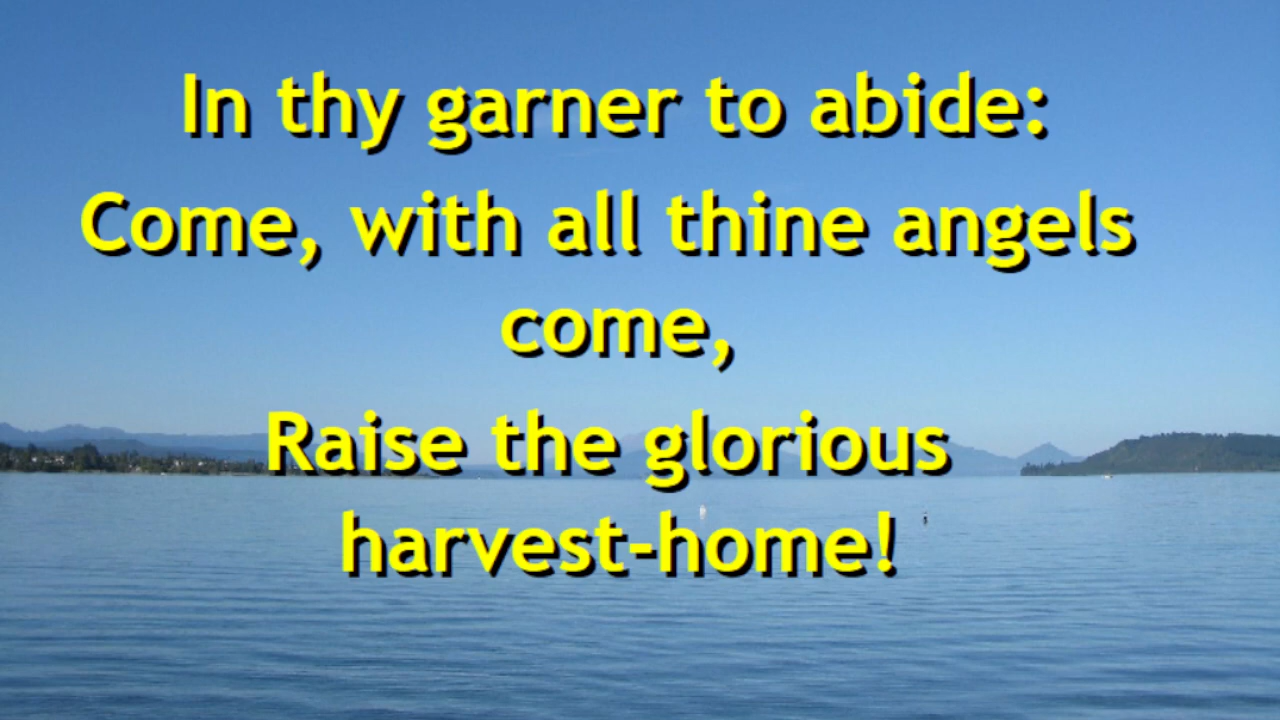 In thy garner to abide:
Come, with all thine angels
come,
Raise the glorious
harvest-home!